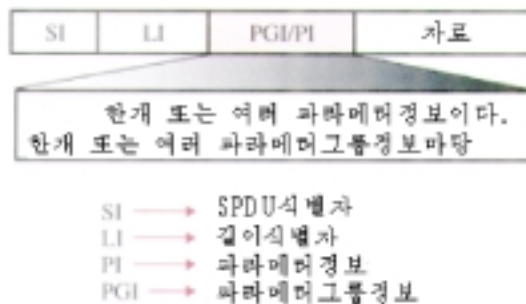 SI LI PGI/PI 자료
한개 또는 여러 파라메터정보이다.
한개 또는 여러 파라메터그룹정보마당
SI → SPDU식별자
LI → 길이식별자
PI → 파라메터정보
PGI → 파라메터그룹정보